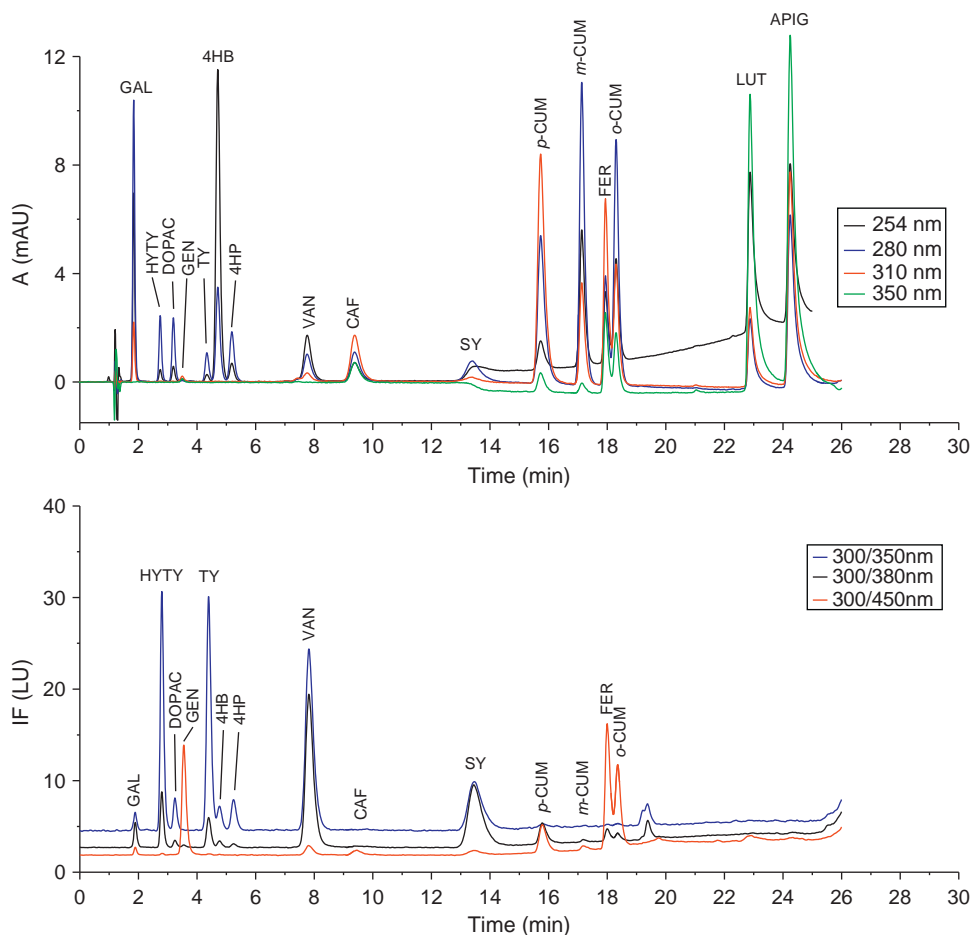 A (mAU)
12
8
4
0
GAL
HYTY
DOPAC
GEN
TY
4HB
4HP
VAN
CAF
SY
p-CUM
m-CUM
FER
o-CUM
LUT
APIG
254 nm
280 nm
310 nm
350 nm
0 2 4 6 8 10 12 14 16 18 20 22 24 26 28 30
Time (min)
IF (LU)
40
30
20
10
0
GAL
HYTY
DOPAC
GEN
TY
4HB
4HP
VAN
CAF
SY
p-CUM
m-CUM
FER
o-CUM
300/350nm
300/380nm
300/450nm
0 2 4 6 8 10 12 14 16 18 20 22 24 26 28 30
Time (min)